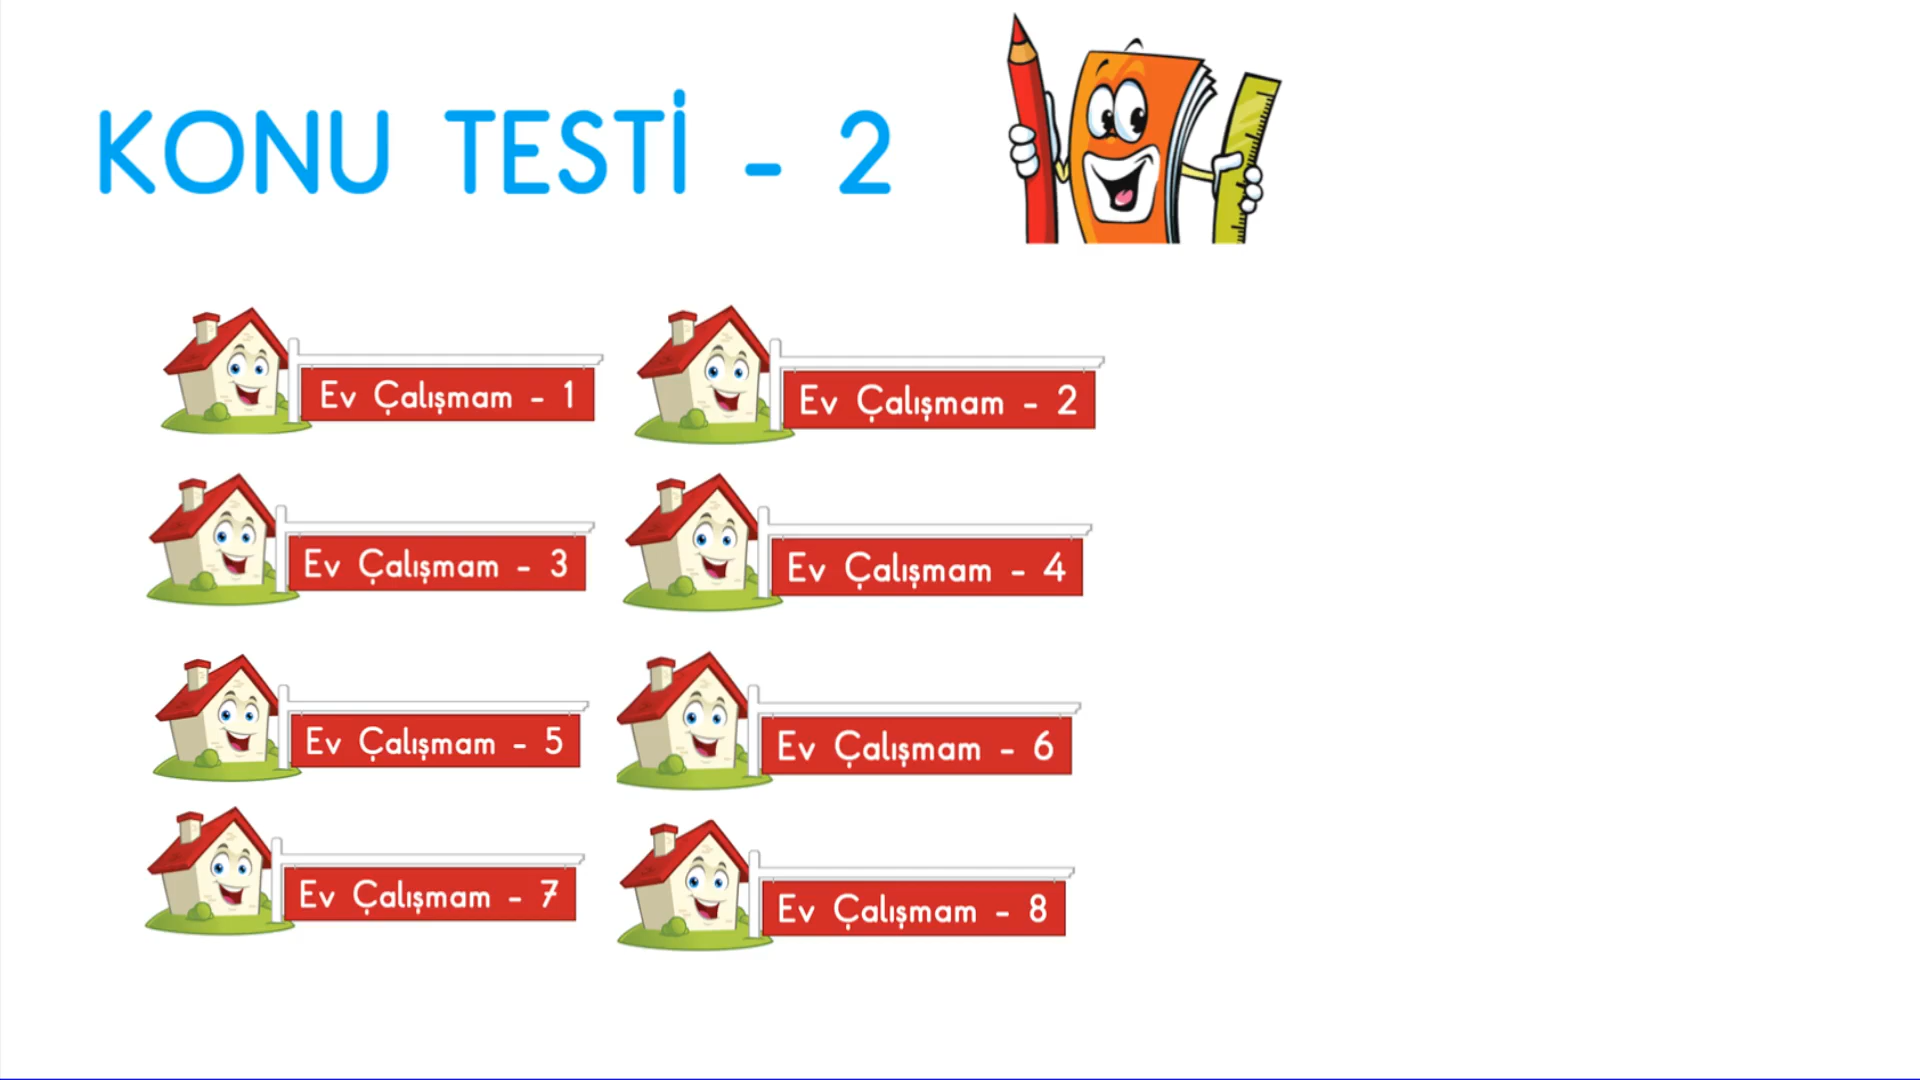 KONU TESTİ - 2
Ev Çalışmam - 1
Ev Çalışmam - 2
Ev Çalışmam - 3
Ev Çalışmam - 4
Ev Çalışmam - 5
Ev Çalışmam - 6
Ev Çalışmam - 7
Ev Çalışmam - 8